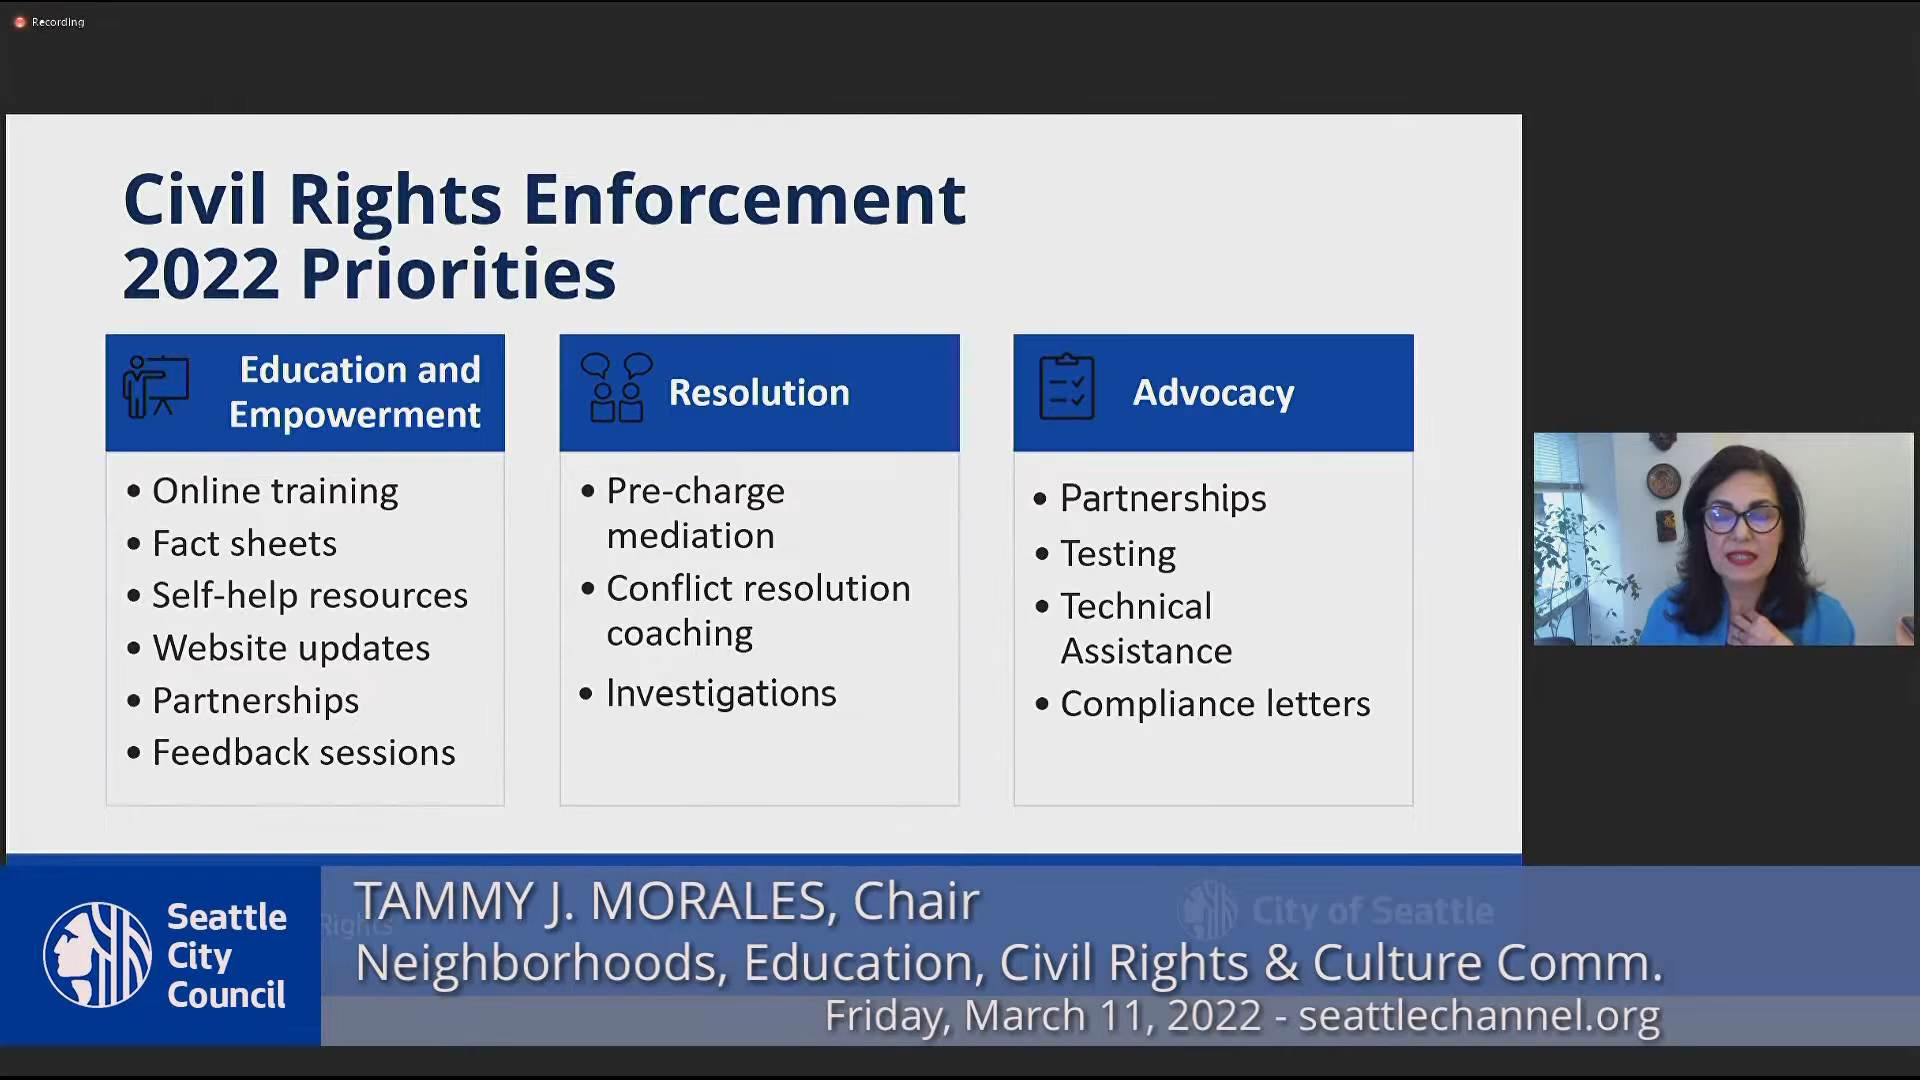 Recording
Civil Rights Enforcement
2022 Priorities
Education and
Empowerment
• Online training
• Fact sheets
• Self-help resources
• Website updates
• Partnerships
• Feedback sessions
Resolution
• Pre-charge
mediation
• Conflict resolution
coaching
• Investigations
Advocacy
• Partnerships
• Testing
• Technical
Assistance
• Compliance letters
Rights
City of Seattle
Seattle
City
Council
TAMMY J. MORALES, Chair
Neighborhoods, Education, Civil Rights & Culture Comm.
Friday, March 11, 2022 - seattlechannel.org